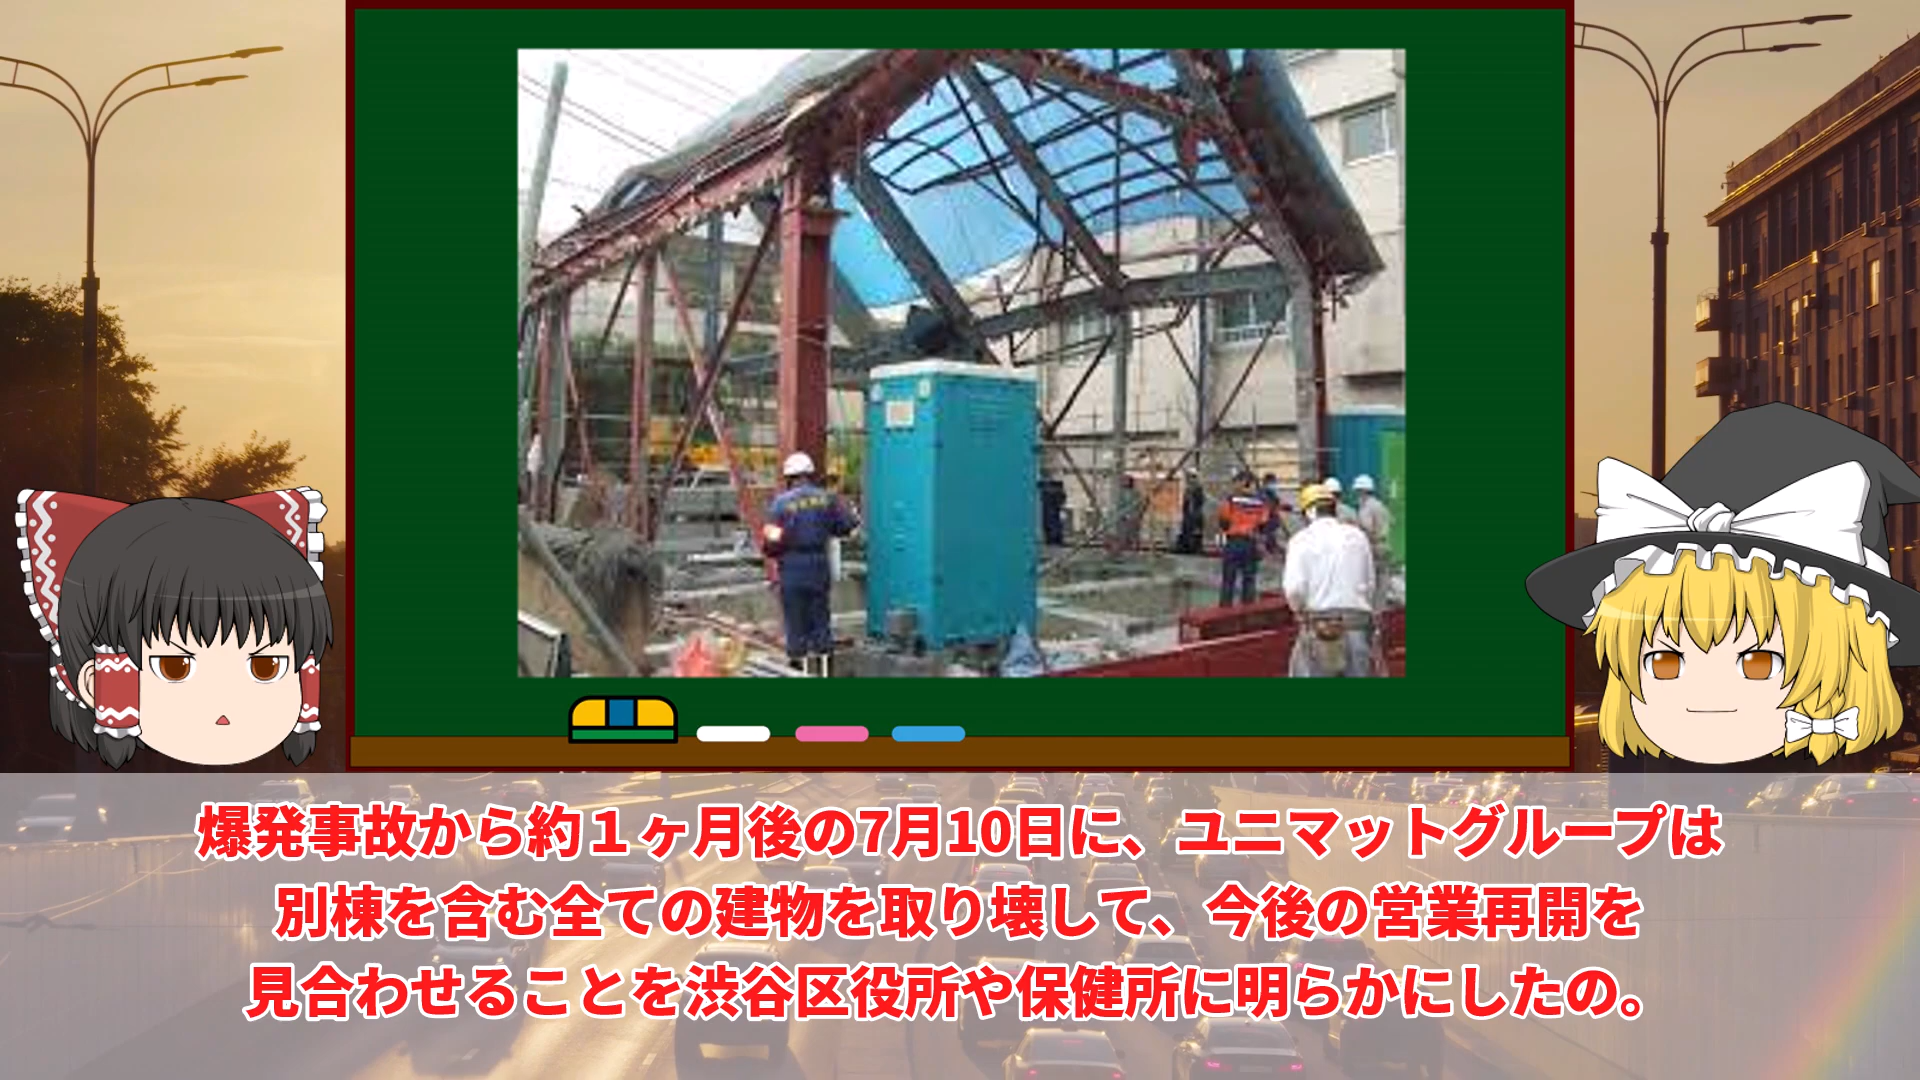 爆発事故から約１ヶ月後の7月10日に、ユニマットグループは
別棟を含む全ての建物を取り壊して、今後の営業再開を
見合わせることを渋谷区役所や保健所に明らかにしたの。